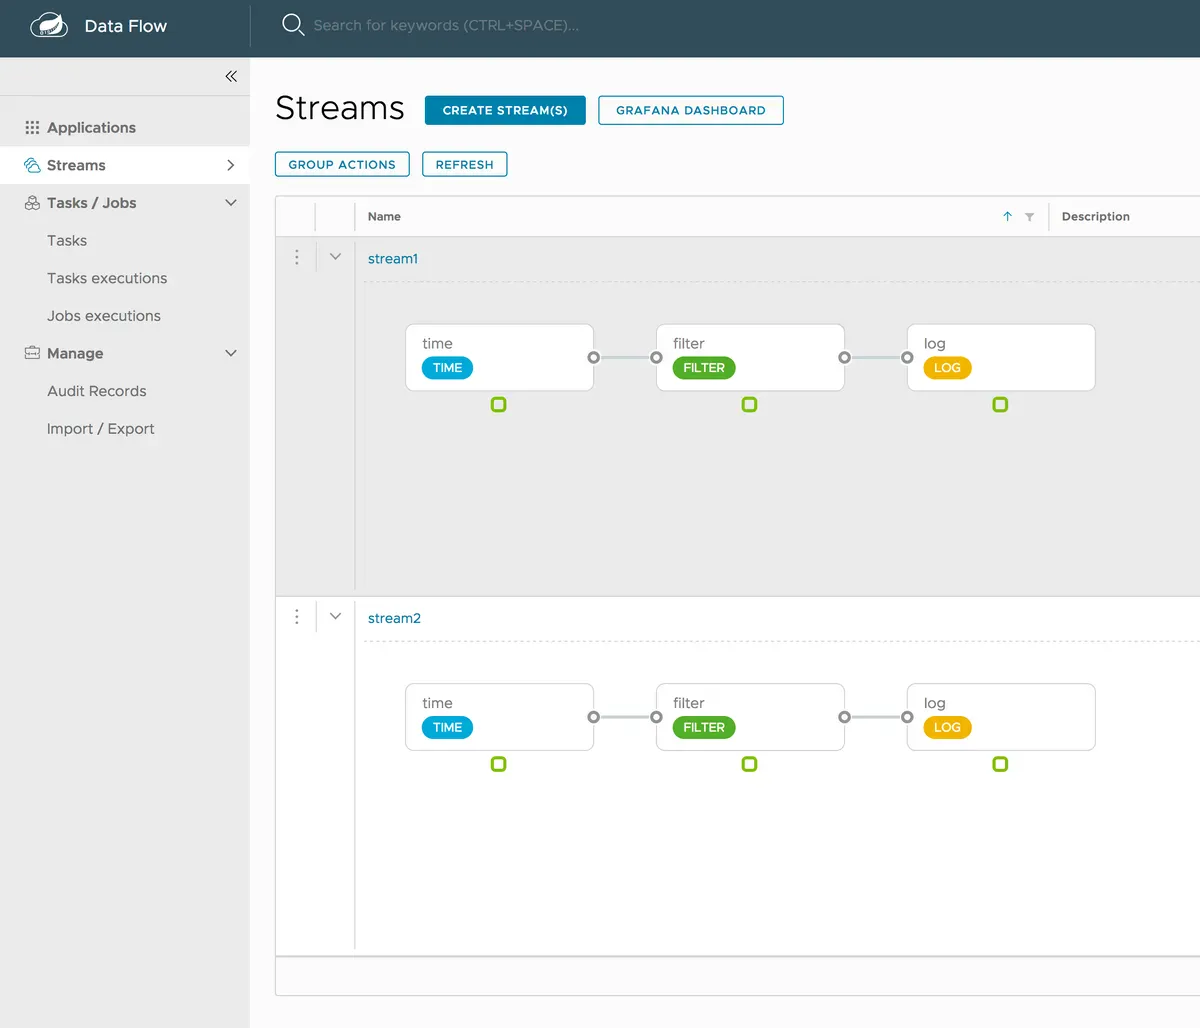 Data Flow
Search for keywords (CTRL+SPACE)...
Applications
Streams
Tasks / Jobs
Tasks
Tasks executions
Jobs executions
Manage
Audit Records
Import / Export
Streams
CREATE STREAM(S)
GRAFANA DASHBOARD
GROUP ACTIONS
REFRESH
Name
Description
stream1
time
TIME
filter
FILTER
log
LOG
stream2
time
TIME
filter
FILTER
log
LOG